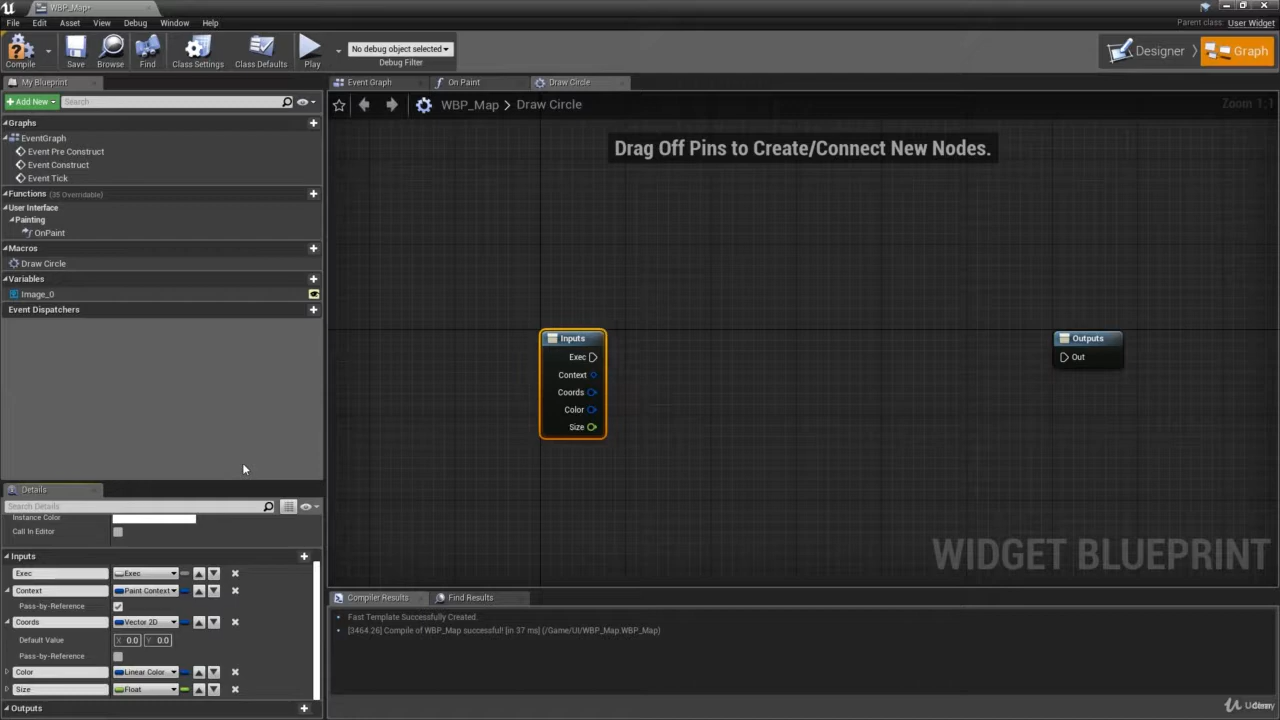 WBP_Map*
File Edit Asset View Window Debug Help
Parent class: User Widget
Compile Save Browse Find Class Settings Class Defaults Play
No debug object selected
Debug Filter
Designer Graph
My Blueprint
Event Graph On Paint Draw Circle
+Add New Search
WBP_Map > Draw Circle
Zoom 1:1
Graphs
EventGraph
Event Pre Construct
Event Construct
Event Tick
Functions (35 Overridable)
User Interface
Painting
OnPaint
Macros
Draw Circle
Variables
Image_0
Event Dispatchers
Drag Off Pins to Create/Connect New Nodes.
Inputs
Exec
Context
Coords
Color
Size
Outputs
Out
WIDGET BLUEPRINT
Details
Search Details
Instance Color
Call In Editor
Inputs
Exec Exec
Context Paint Context
Pass-by-Reference
Coords Vector 2D
Default Value X 0.0 Y 0.0
Pass-by-Reference
Color Linear Color
Size Float
Outputs
Compiler Results Find Results
Fast Template Successfully Created.
[3464.26] Compile of WBP_Map successful! [in 37 ms] (/Game/UI/WBP_Map.WBP_Map)
Udemy